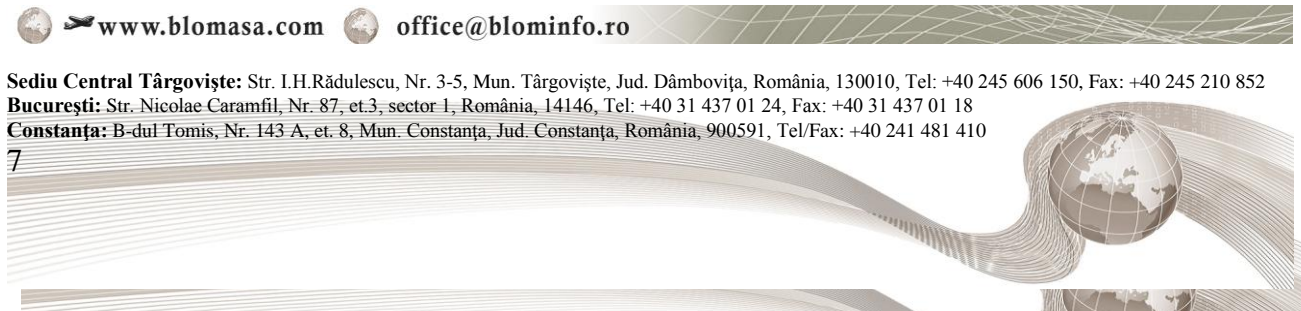 www.blomasa.com office@blominfo.ro
Sediu Central Târgovişte: Str. I.H.Rădulescu, Nr. 3-5, Mun. Târgovişte, Jud. Dâmboviţa, România, 130010, Tel: +40 245 606 150, Fax: +40 245 210 852
Bucureşti: Str. Nicolae Caramfil, Nr. 87, et.3, sector 1, România, 14146, Tel: +40 31 437 01 24, Fax: +40 31 437 01 18
Constanţa: B-dul Tomis, Nr. 143 A, et. 8, Mun. Constanţa, Jud. Constanţa, România, 900591, Tel/Fax: +40 241 481 410
7